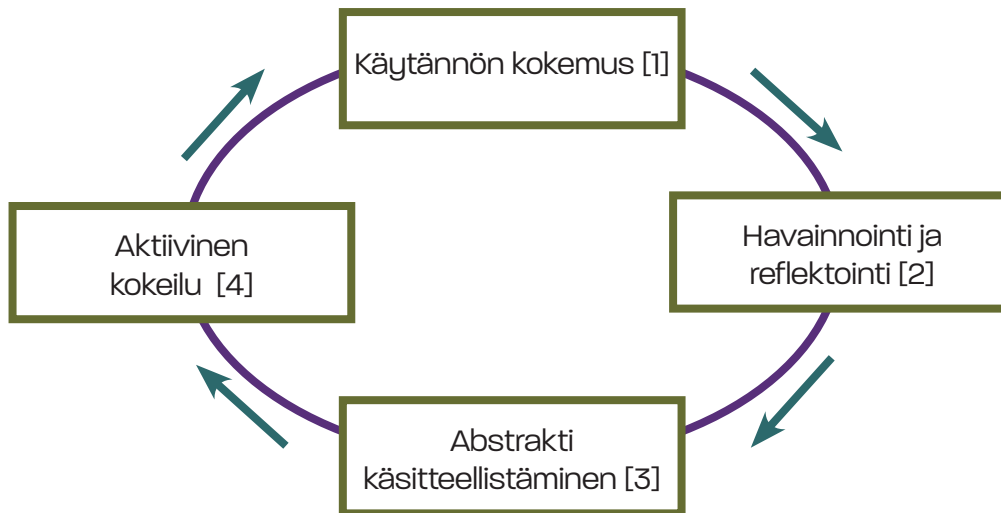 Käytännön kokemus [1]
Havainnointi ja
reflektointi [2]
Abstrakti
käsitteellistäminen [3]
Aktiivinen
kokeilu [4]